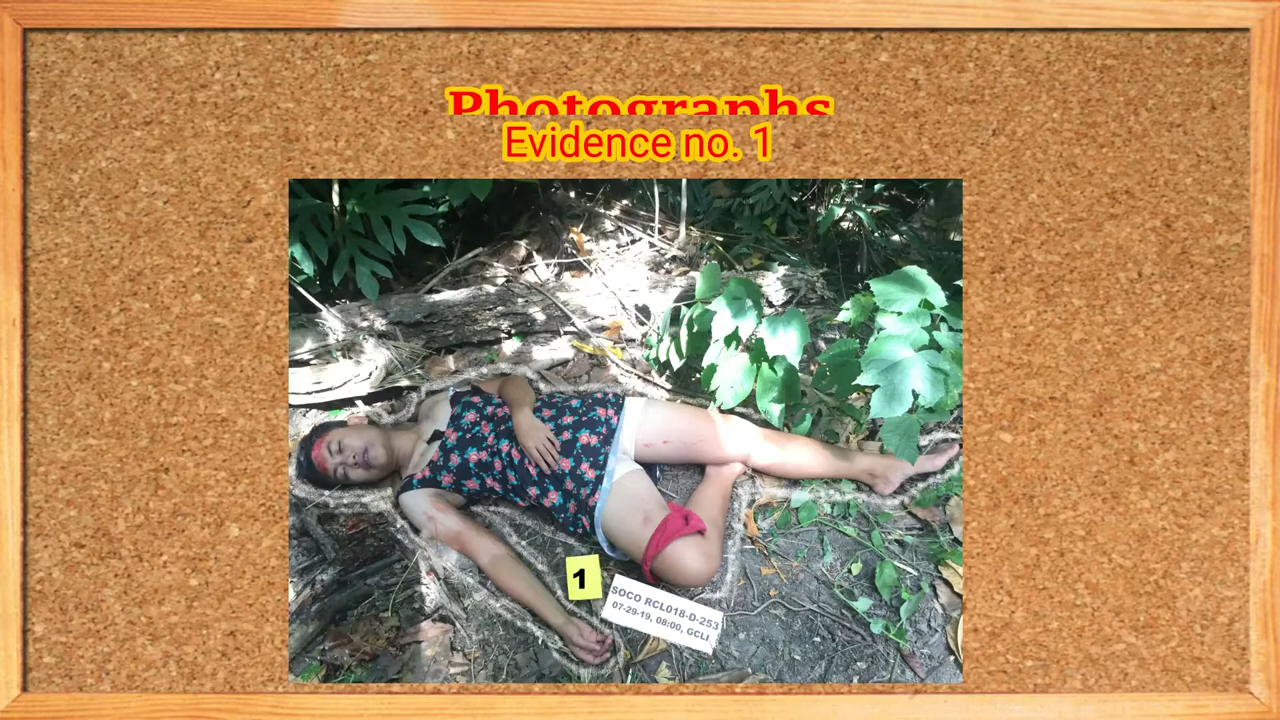 Photographs
Evidence no. 1
1
SOCO RCL018-D-253
07-29-19, 08:00, GCLI